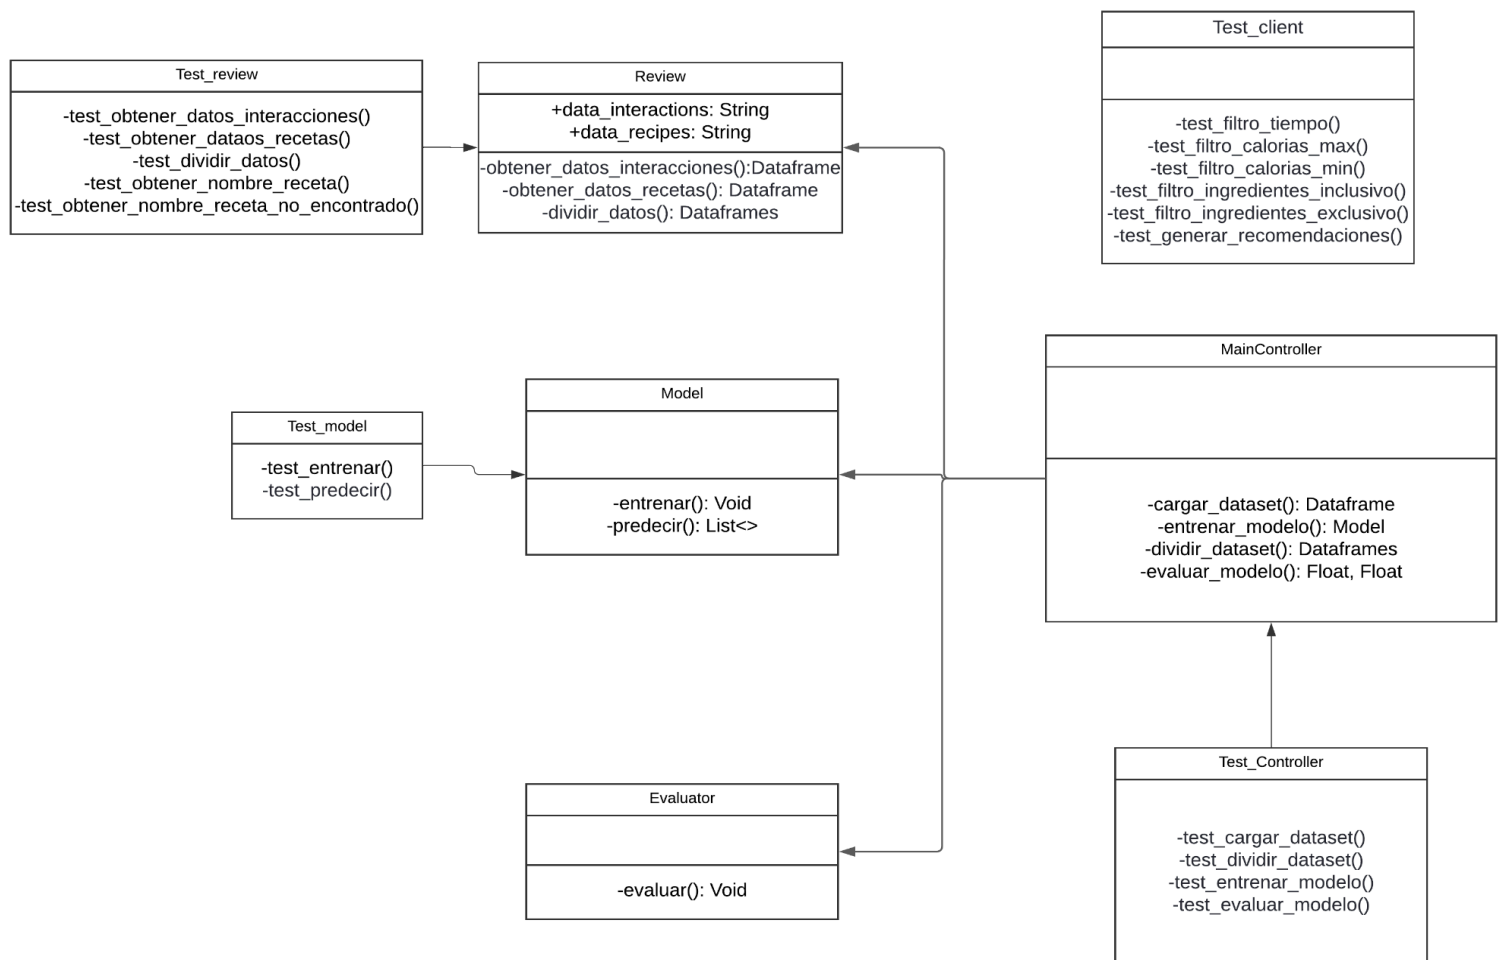 Test_client
-test_filtro_tiempo()
-test_filtro_calorias_max()
-test_filtro_calorias_min()
-test_filtro_ingredientes_inclusivo()
-test_filtro_ingredientes_exclusivo()
-test_generar_recomendaciones()
Test_review
-test_obtener_datos_interacciones()
-test_obtener_dataos_recetas()
-test_dividir_datos()
-test_obtener_nombre_receta()
-test_obtener_nombre_receta_no_encontrado()
Review
+data_interactions: String
+data_recipes: String
-obtener_datos_interacciones():Dataframe
-obtener_datos_recetas(): Dataframe
-dividir_datos(): Dataframes
MainController
-cargar_dataset(): Dataframe
-entrenar_modelo(): Model
-dividir_dataset(): Dataframes
-evaluar_modelo(): Float, Float
Model
-entrenar(): Void
-predecir(): List<>
Test_model
-test_entrenar()
-test_predecir()
Test_Controller
-test_cargar_dataset()
-test_dividir_dataset()
-test_entrenar_modelo()
-test_evaluar_modelo()
Evaluator
-evaluar(): Void